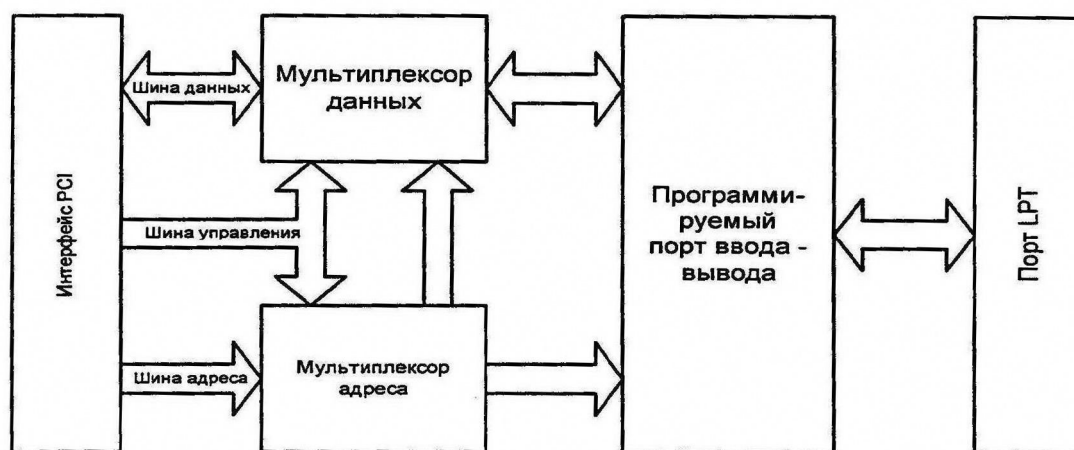 Интерфейс PCI
Шина данных
Мультиплексор
данных
Шина управления
Шина адреса
Мультиплексор
адреса
Программи-
руемый
порт ввода -
вывода
Порт LPT